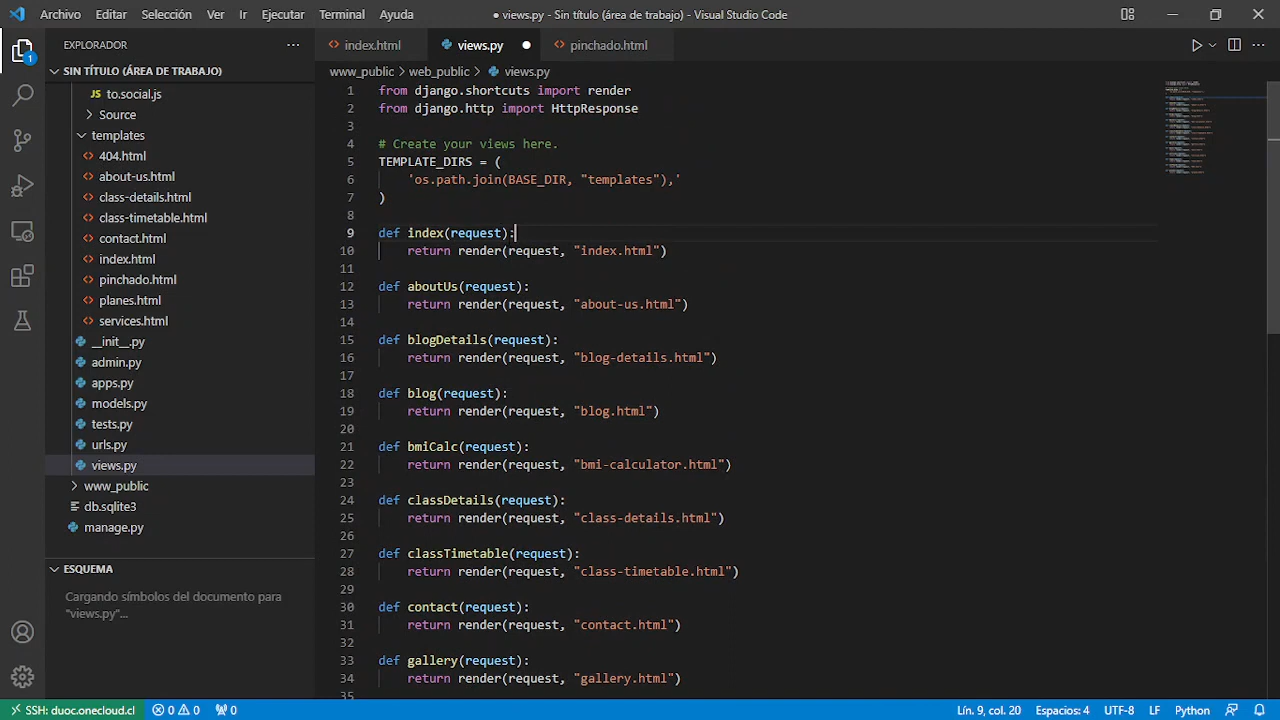 Archivo Editar Selección Ver Ir Ejecutar Terminal Ayuda ● views.py - Sin título (área de trabajo) - Visual Studio Code
EXPLORADOR
SIN TÍTULO (ÁREA DE TRABAJO)
JS to.social.js
Source
templates
404.html
about-us.html
class-details.html
class-timetable.html
contact.html
index.html
pinchado.html
planes.html
services.html
__init__.py
admin.py
apps.py
models.py
tests.py
urls.py
views.py
www_public
db.sqlite3
manage.py
ESQUEMA
Cargando símbolos del documento para
"views.py"...
1
index.html views.py pinchado.html
www_public > web_public > views.py
1 from django.shortcuts import render
2 from django.http import HttpResponse
3
4 # Create your views here.
5 TEMPLATE_DIRS = (
6 'os.path.join(BASE_DIR, "templates"),'
7 )
8
9 def index(request):
10 return render(request, "index.html")
11
12 def aboutUs(request):
13 return render(request, "about-us.html")
14
15 def blogDetails(request):
16 return render(request, "blog-details.html")
17
18 def blog(request):
19 return render(request, "blog.html")
20
21 def bmiCalc(request):
22 return render(request, "bmi-calculator.html")
23
24 def classDetails(request):
25 return render(request, "class-details.html")
26
27 def classTimetable(request):
28 return render(request, "class-timetable.html")
29
30 def contact(request):
31 return render(request, "contact.html")
32
33 def gallery(request):
34 return render(request, "gallery.html")
35
SSH: duoc.onecloud.cl 0 0 0 Lín. 9, col. 20 Espacios: 4 UTF-8 LF Python